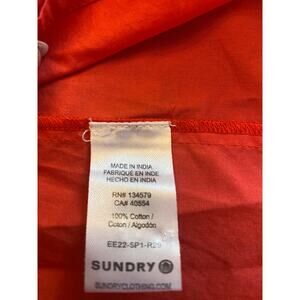 MADE IN INDIA
FABRIQUE EN INDE
HECHO EN INDIA
RN# 134579
CA# 40554
100% Cotton /
Coton / Algodón
EE22-SP1-R29
SUNDRY
SUNDRYCLOTHING.COM